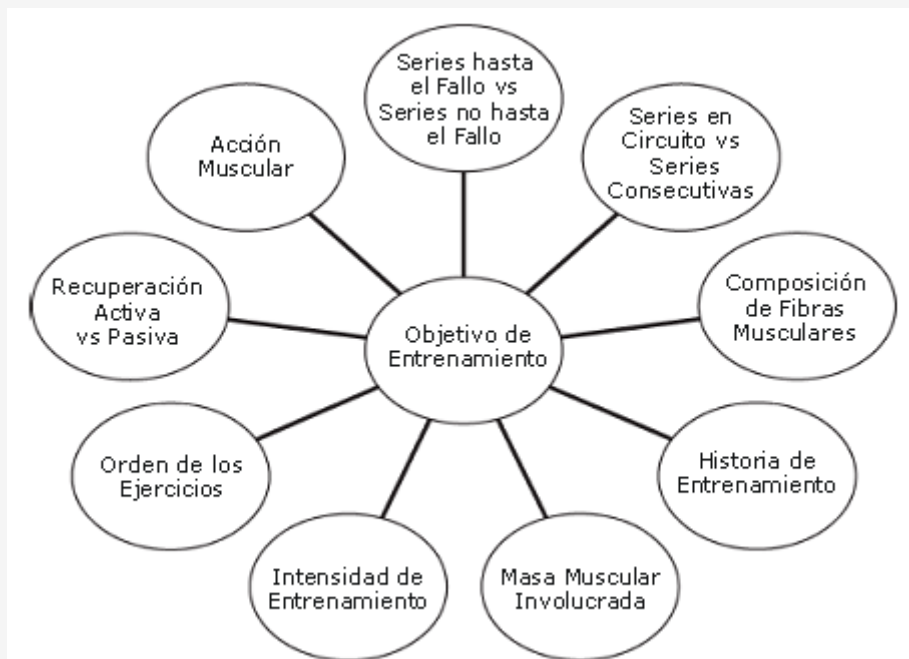 Series hasta
el Fallo vs
Series no hasta
el Fallo
Series en
Circuito vs
Series
Consecutivas
Acción
Muscular
Composición
de Fibras
Musculares
Recuperación
Activa
vs Pasiva
Objetivo de
Entrenamiento
Historia de
Entrenamiento
Orden de los
Ejercicios
Intensidad de
Entrenamiento
Masa Muscular
Involucrada